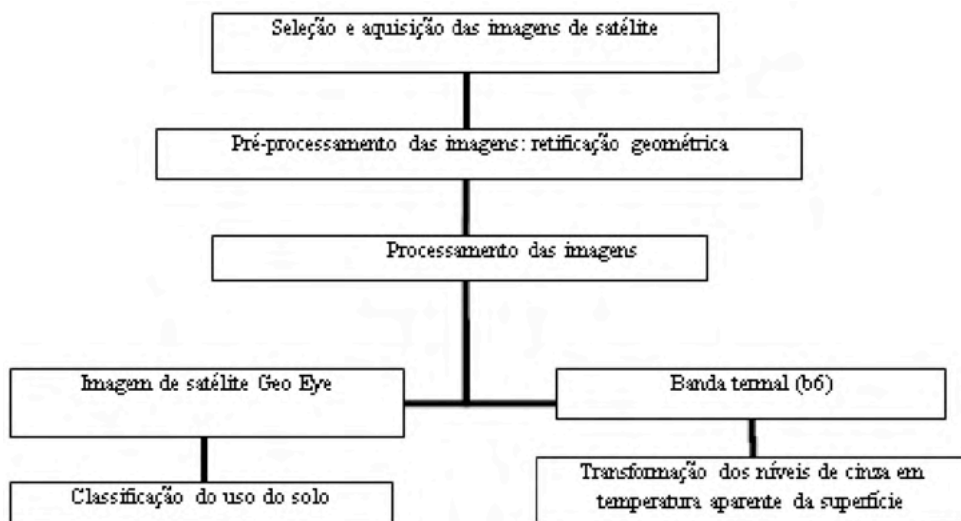 Seleção e aquisição das imagens de satélite
Pré-processamento das imagens: retificação geométrica
Processamento das imagens
Imagem de satélite Geo Eye
Banda termal (b6)
Classificação do uso do solo
Transformação dos níveis de cinza em
temperatura aparente da superfície